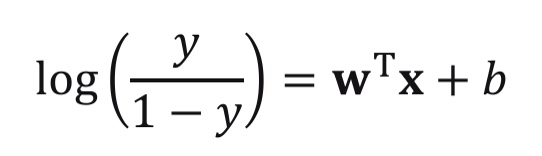 log(y/(1 − y)) = wᵀx + b